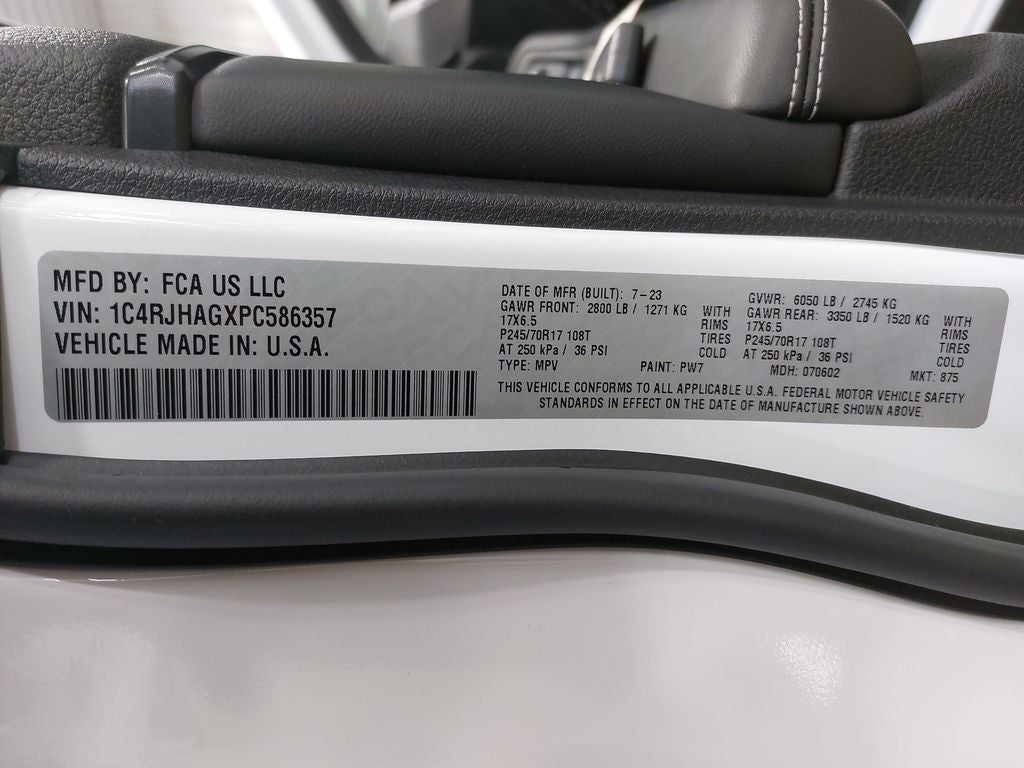 MFD BY: FCA US LLC
VIN: 1C4RJHAGXPC586357
VEHICLE MADE IN: U.S.A.
DATE OF MFR (BUILT): 7-23
GAWR FRONT: 2800 LB / 1271 KG WITH
17X6.5 RIMS
P245/70R17 108T TIRES
AT 250 kPa / 36 PSI COLD
TYPE: MPV PAINT: PW7
GVWR: 6050 LB / 2745 KG
GAWR REAR: 3350 LB / 1520 KG WITH
17X6.5 RIMS
P245/70R17 108T TIRES
AT 250 kPa / 36 PSI COLD
MDH: 070602 MKT: 875
THIS VEHICLE CONFORMS TO ALL APPLICABLE U.S.A. FEDERAL MOTOR VEHICLE SAFETY
STANDARDS IN EFFECT ON THE DATE OF MANUFACTURE SHOWN ABOVE.